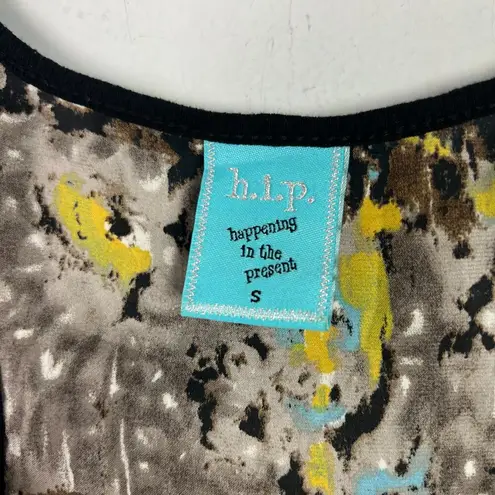 h.i.p.
happening
in the
present
S